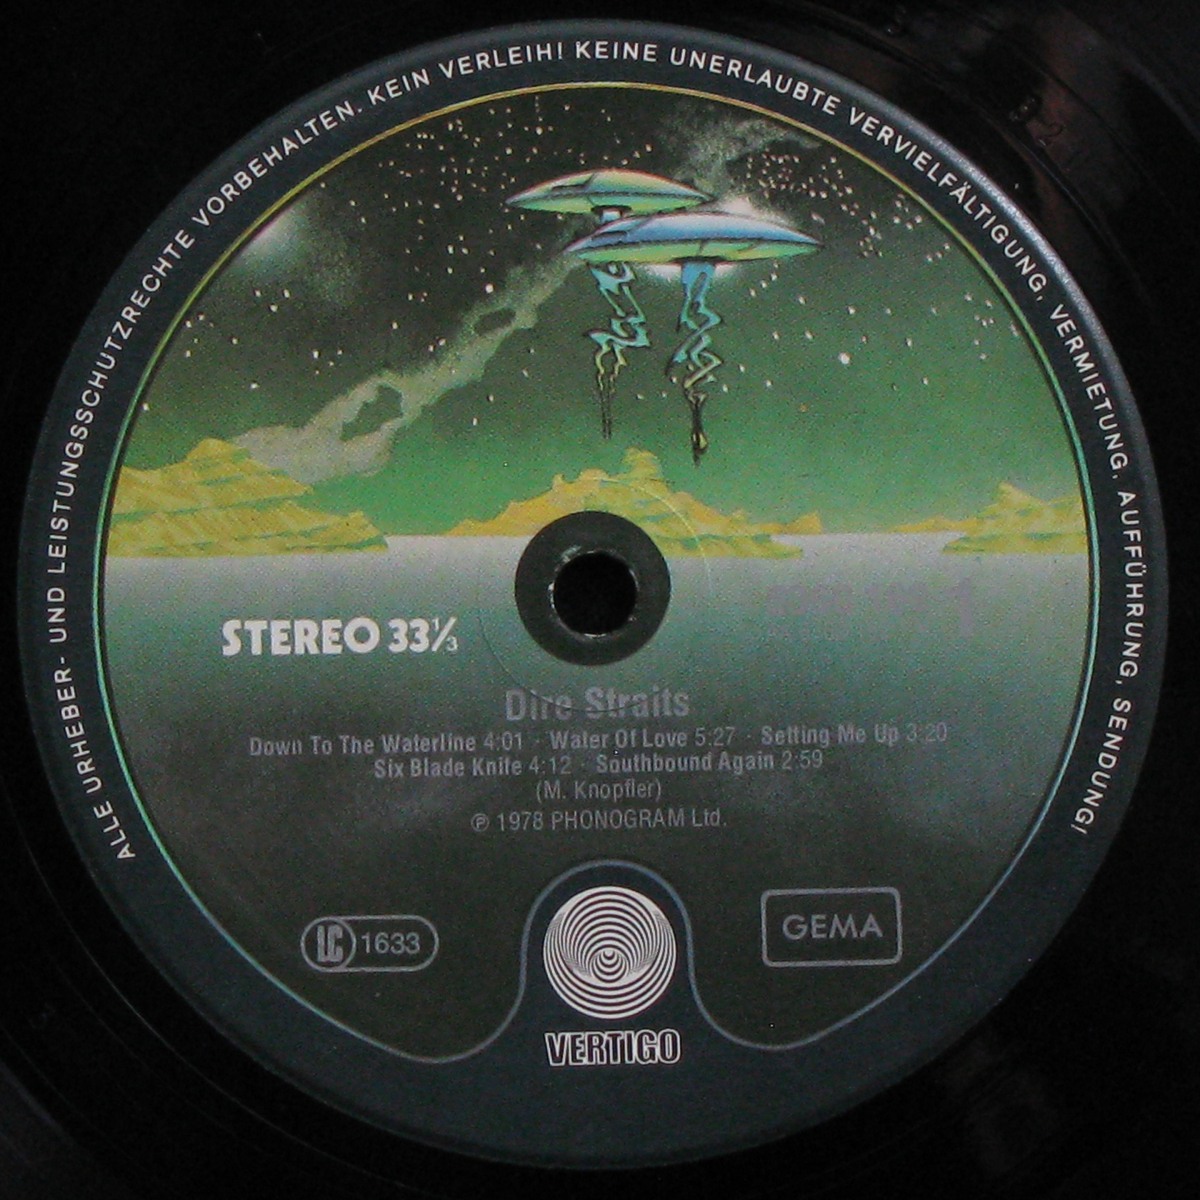 ALLE URHEBER- UND LEISTUNGSSCHUTZRECHTE VORBEHALTEN. KEIN VERLEIH! KEINE UNERLAUBTE VERVIELFÄLTIGUNG, VERMIETUNG, AUFFÜHRUNG, SENDUNG!
1
STEREO 33⅓
Dire Straits
Down To The Waterline 4:01 · Water Of Love 5:27 · Setting Me Up 3:20
Six Blade Knife 4:12 · Southbound Again 2:59
(M. Knopfler)
℗ 1978 PHONOGRAM Ltd.
LC 1633
GEMA
VERTIGO